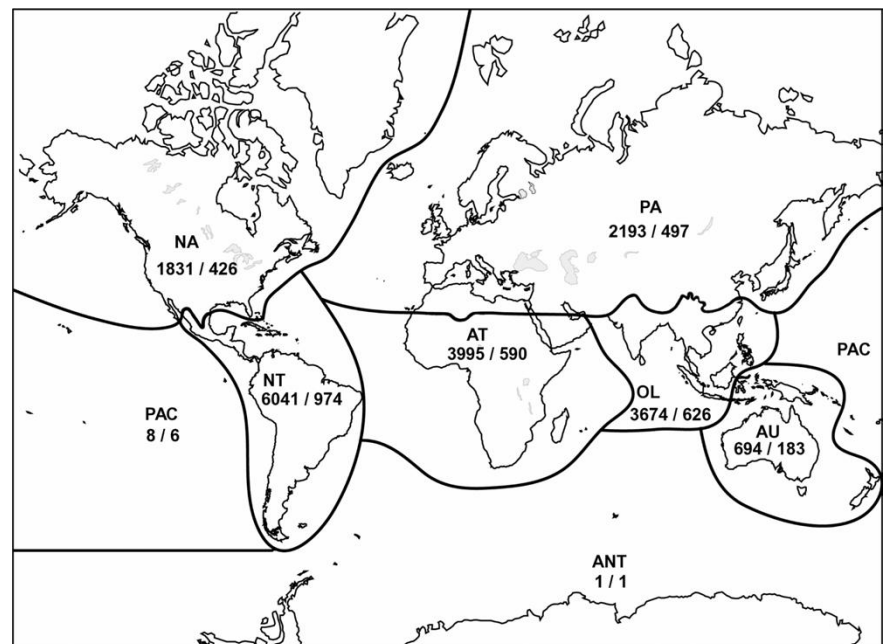 PA
2193 / 497
NA
1831 / 426
AT
3995 / 590
PAC
NT
6041 / 974
OL
3674 / 626
PAC
8 / 6
AU
694 / 183
ANT
1 / 1